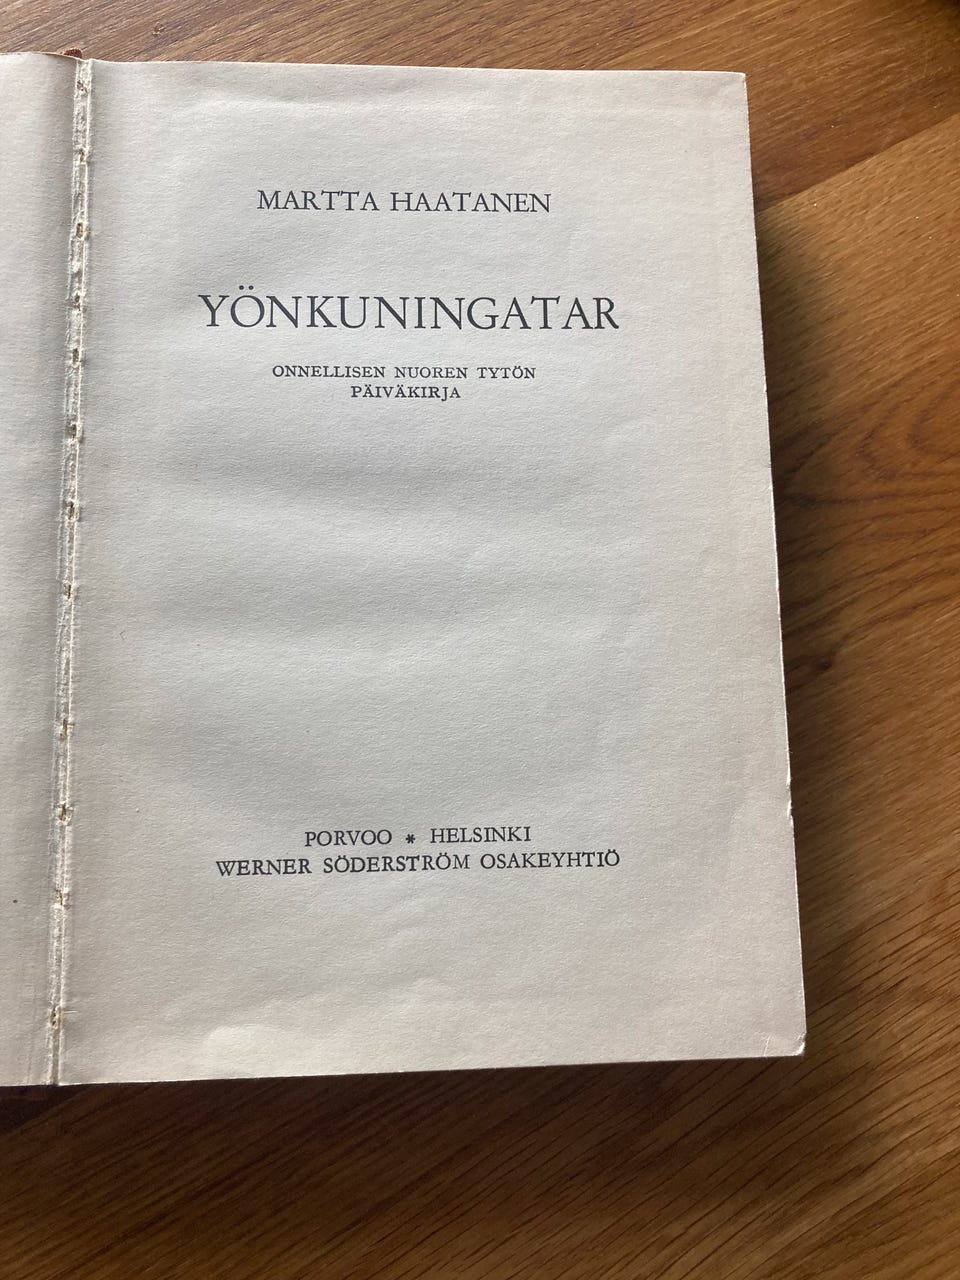 MARTTA HAATANEN
YÖNKUNINGATAR
ONNELLISEN NUOREN TYTÖN
PÄIVÄKIRJA
PORVOO * HELSINKI
WERNER SÖDERSTRÖM OSAKEYHTIÖ